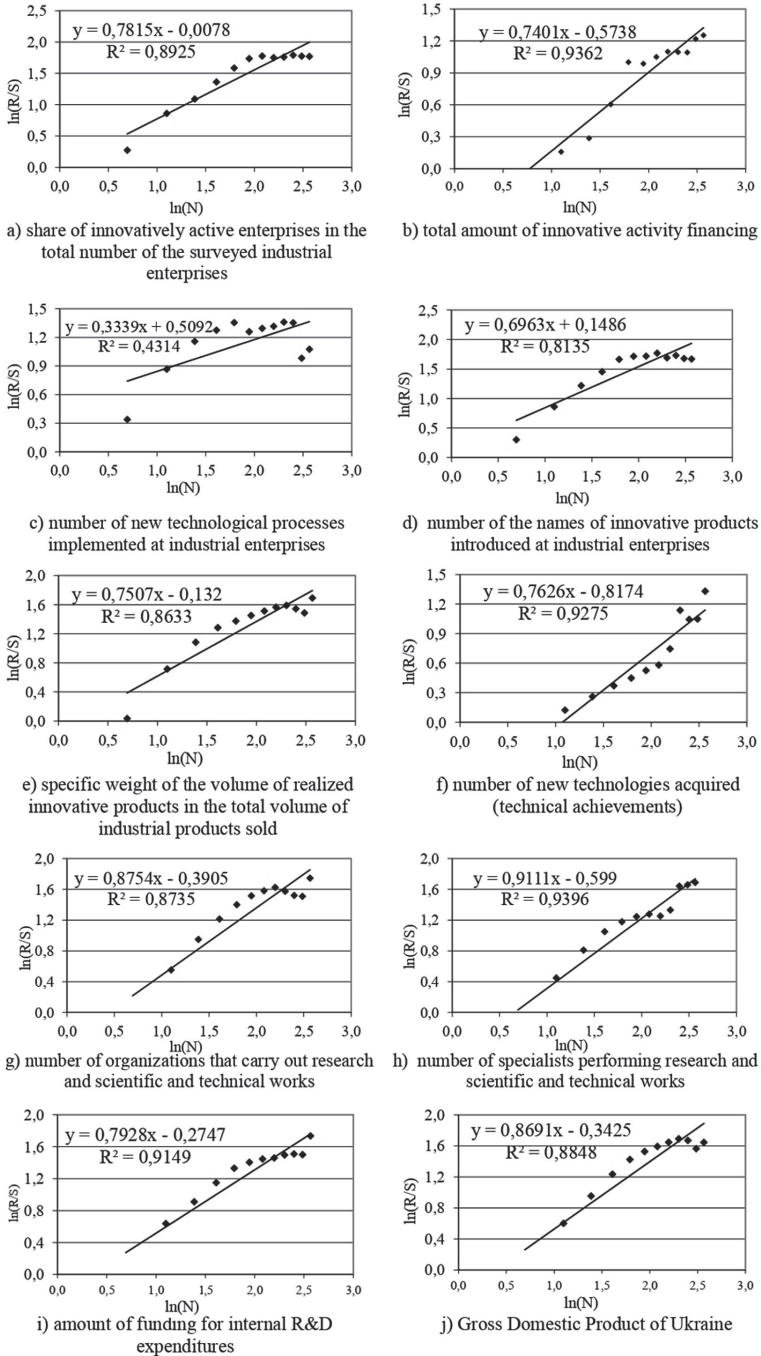 y = 0,7815x - 0,0078
R² = 0,8925
ln(R/S)
2,5
2,0
1,5
1,0
0,5
0,0
0,0 0,5 1,0 1,5 2,0 2,5 3,0
ln(N)
a) share of innovatively active enterprises in the
total number of the surveyed industrial
enterprises
y = 0,7401x - 0,5738
R² = 0,9362
ln(R/S)
1,5
1,2
0,9
0,6
0,3
0,0
0,0 0,5 1,0 1,5 2,0 2,5 3,0
ln(N)
b) total amount of innovative activity financing
y = 0,3339x + 0,5092
R² = 0,4314
ln(R/S)
1,5
1,2
0,9
0,6
0,3
0,0
0,0 0,5 1,0 1,5 2,0 2,5 3,0
ln(N)
c) number of new technological processes
implemented at industrial enterprises
y = 0,6963x + 0,1486
R² = 0,8135
ln(R/S)
2,5
2,0
1,5
1,0
0,5
0,0
0,0 0,5 1,0 1,5 2,0 2,5 3,0
ln(N)
d) number of the names of innovative products
introduced at industrial enterprises
y = 0,7507x - 0,132
R² = 0,8633
ln(R/S)
2,0
1,6
1,2
0,8
0,4
0,0
0,0 0,5 1,0 1,5 2,0 2,5 3,0
ln(N)
e) specific weight of the volume of realized
innovative products in the total volume of
industrial products sold
y = 0,7626x - 0,8174
R² = 0,9275
ln(R/S)
1,5
1,2
0,9
0,6
0,3
0,0
0,0 0,5 1,0 1,5 2,0 2,5 3,0
ln(N)
f) number of new technologies acquired
(technical achievements)
y = 0,8754x - 0,3905
R² = 0,8735
ln(R/S)
2,0
1,6
1,2
0,8
0,4
0,0
0,0 0,5 1,0 1,5 2,0 2,5 3,0
ln(N)
g) number of organizations that carry out research
and scientific and technical works
y = 0,9111x - 0,599
R² = 0,9396
ln(R/S)
2,0
1,6
1,2
0,8
0,4
0,0
0,0 0,5 1,0 1,5 2,0 2,5 3,0
ln(N)
h) number of specialists performing research and
scientific and technical works
y = 0,7928x - 0,2747
R² = 0,9149
ln(R/S)
2,0
1,6
1,2
0,8
0,4
0,0
0,0 0,5 1,0 1,5 2,0 2,5 3,0
ln(N)
i) amount of funding for internal R&D
expenditures
y = 0,8691x - 0,3425
R² = 0,8848
ln(R/S)
2,0
1,6
1,2
0,8
0,4
0,0
0,0 0,5 1,0 1,5 2,0 2,5 3,0
ln(N)
j) Gross Domestic Product of Ukraine